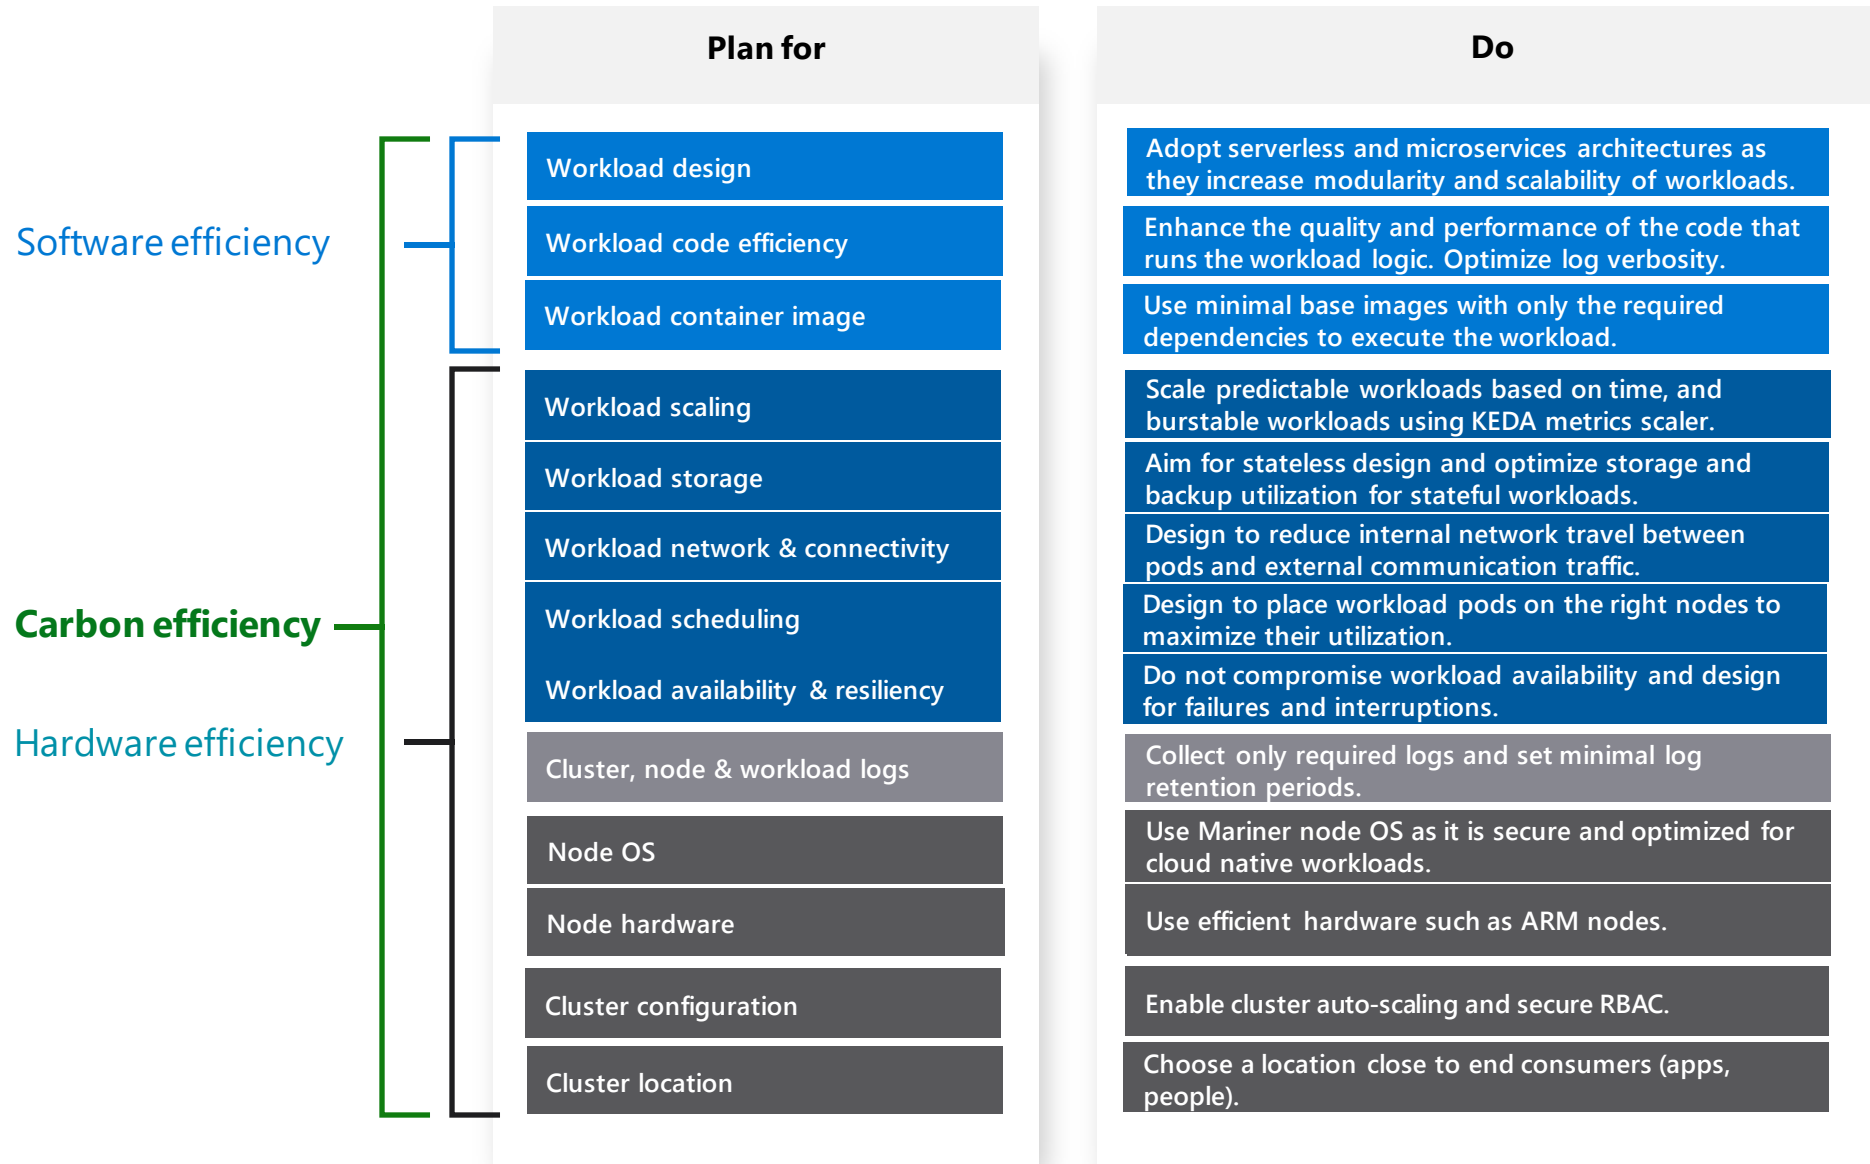 Plan for
Do
Software efficiency
Carbon efficiency
Hardware efficiency
Workload design
Adopt serverless and microservices architectures as
they increase modularity and scalability of workloads.
Workload code efficiency
Enhance the quality and performance of the code that
runs the workload logic. Optimize log verbosity.
Workload container image
Use minimal base images with only the required
dependencies to execute the workload.
Workload scaling
Scale predictable workloads based on time, and
burstable workloads using KEDA metrics scaler.
Workload storage
Aim for stateless design and optimize storage and
backup utilization for stateful workloads.
Workload network & connectivity
Design to reduce internal network travel between
pods and external communication traffic.
Workload scheduling
Design to place workload pods on the right nodes to
maximize their utilization.
Workload availability & resiliency
Do not compromise workload availability and design
for failures and interruptions.
Cluster, node & workload logs
Collect only required logs and set minimal log
retention periods.
Node OS
Use Mariner node OS as it is secure and optimized for
cloud native workloads.
Node hardware
Use efficient hardware such as ARM nodes.
Cluster configuration
Enable cluster auto-scaling and secure RBAC.
Cluster location
Choose a location close to end consumers (apps,
people).